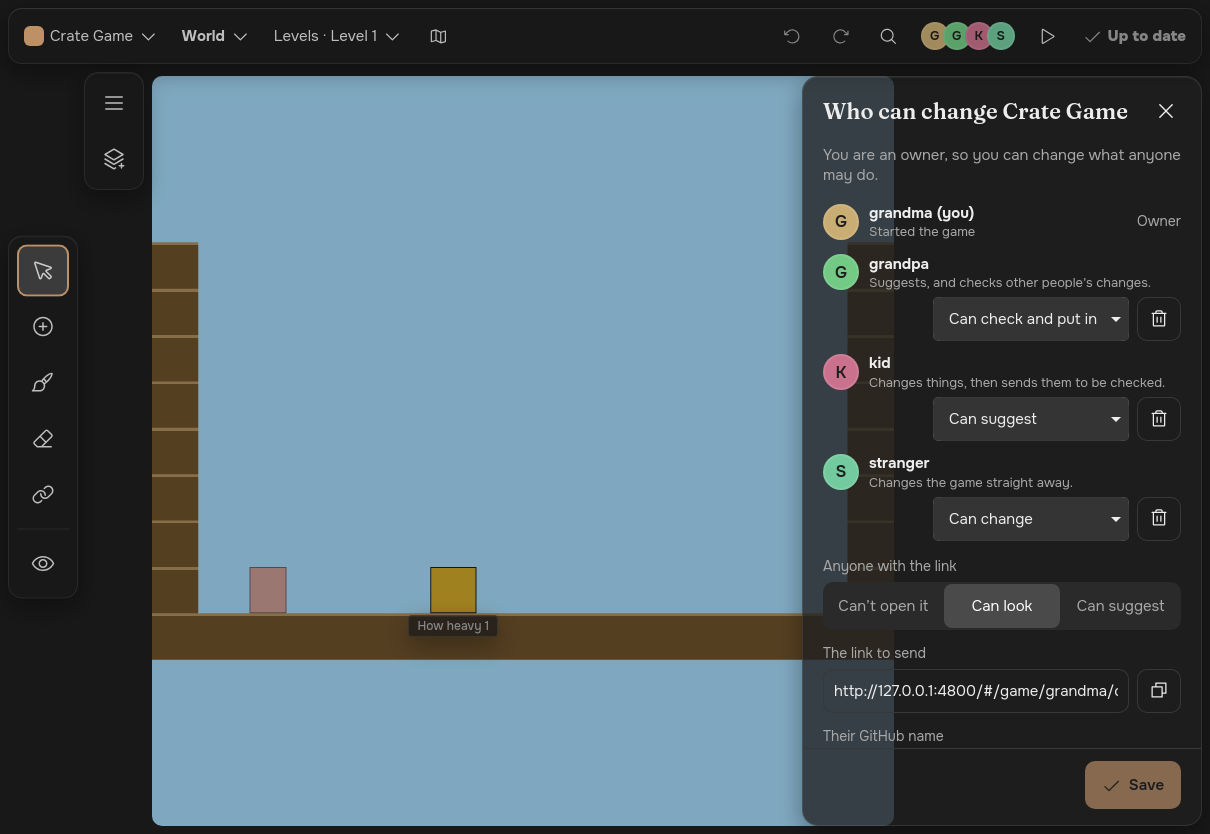 Crate Game
World
Levels · Level 1
G
G
K
S
Up to date
Who can change Crate Game
You are an owner, so you can change what anyone
may do.
G
grandma (you)
Started the game
Owner
G
grandpa
Suggests, and checks other people's changes.
Can check and put in
K
kid
Changes things, then sends them to be checked.
Can suggest
S
stranger
Changes the game straight away.
Can change
Anyone with the link
Can't open it
Can look
Can suggest
The link to send
http://127.0.0.1:4800/#/game/grandma/
Their GitHub name
Save
How heavy 1